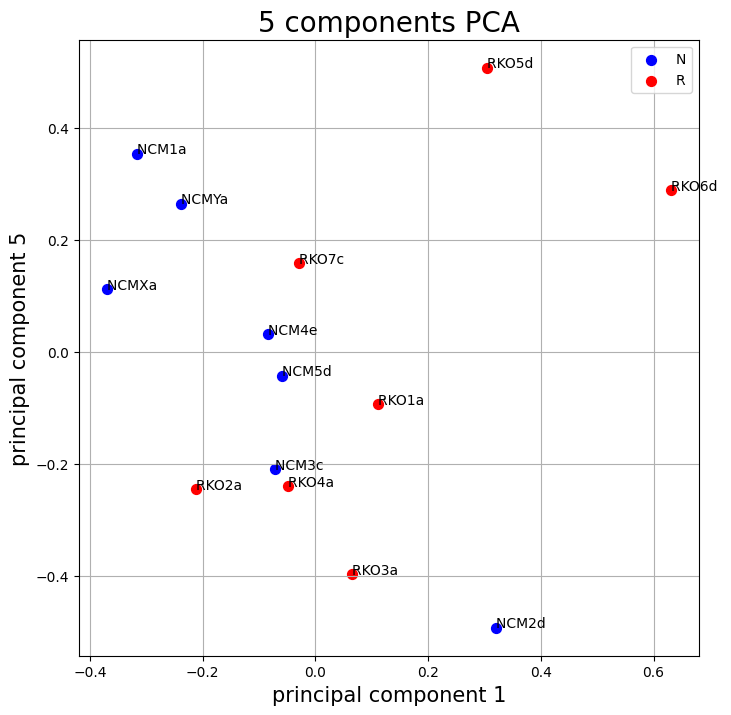 5 components PCA
N
R
RKO5d
NCM1a
RKO6d
NCMYa
RKO7c
NCMXa
NCM4e
NCM5d
RKO1a
NCM3c
RKO4a
RKO2a
RKO3a
NCM2d
0.4
0.2
0.0
−0.2
−0.4
principal component 5
−0.4
−0.2
0.0
0.2
0.4
0.6
principal component 1